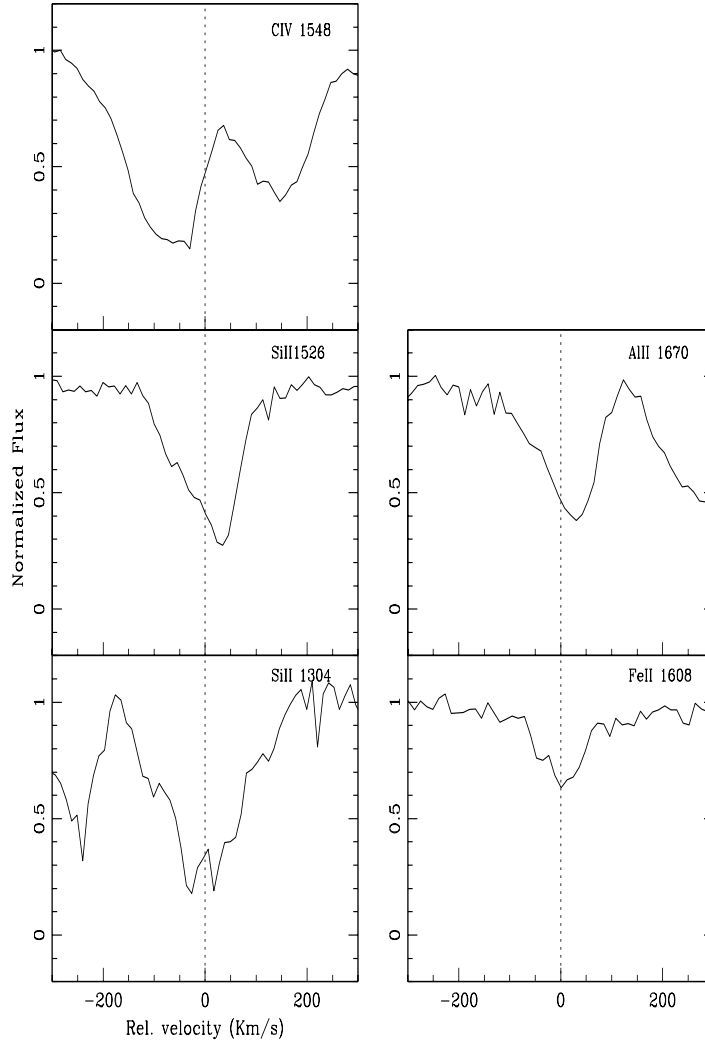 CIV 1548
1
0.5
0
SiII1526
1
0.5
0
AlII 1670
1
0.5
0
Normalized Flux
SiII 1304
1
0.5
0
FeII 1608
1
0.5
0
-200 0 200
-200 0 200
Rel. velocity (Km/s)